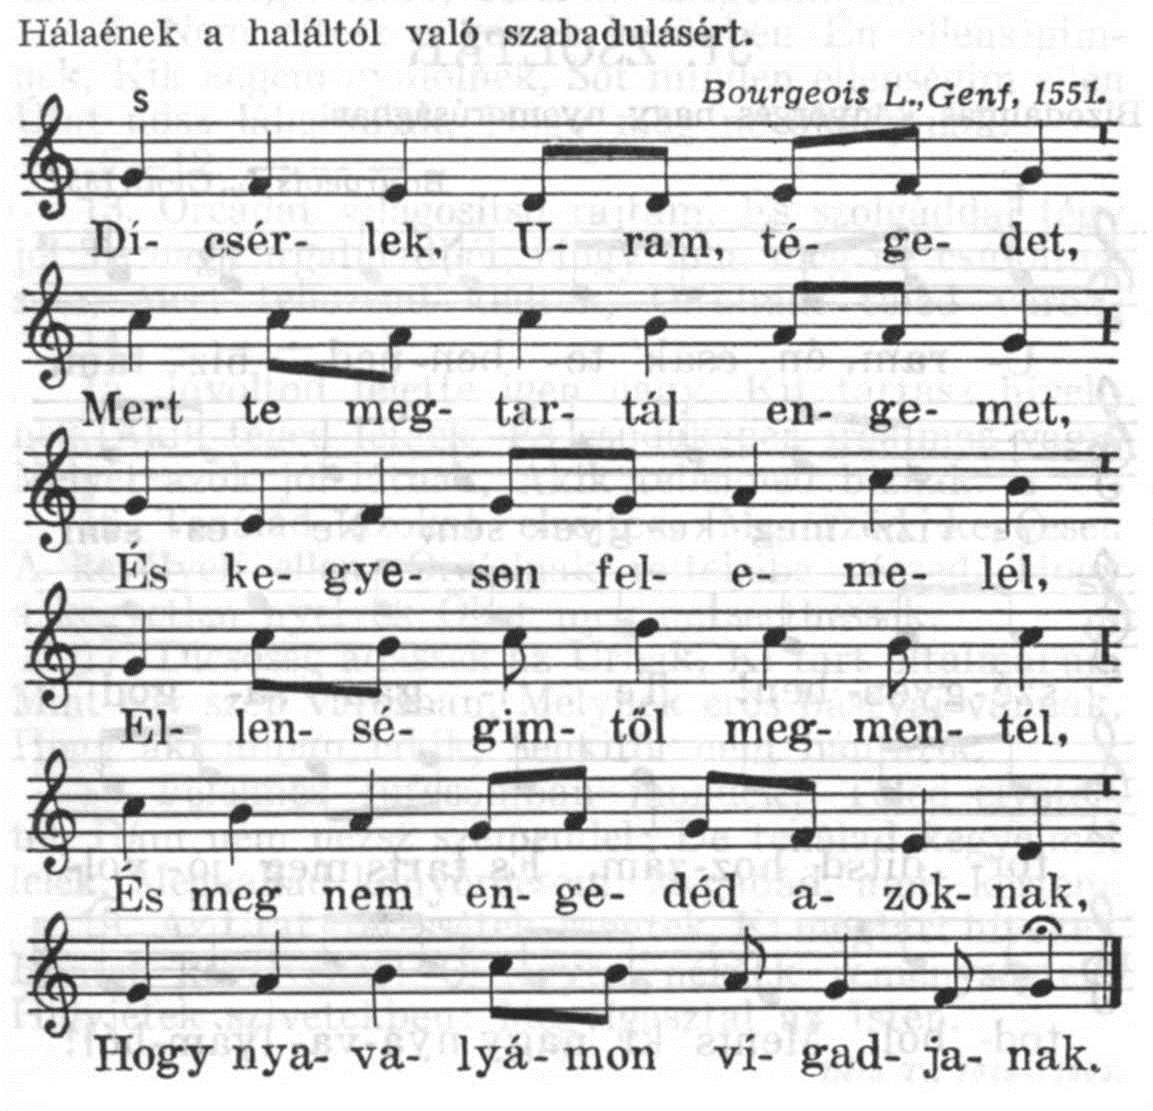 Hálaének a haláltól való szabadulásért.
s
Bourgeois L., Genf, 1551.
Dí- csér- lek, U- ram, té- ge- det,
Mert te meg- tar- tál en- ge- met,
És ke- gye- sen fel- e- me- lél,
El- len- sé- gim- től meg- men- tél,
És meg nem en- ge- déd a- zok- nak,
Hogy nya- va- lyá- mon ví- gad- ja- nak.